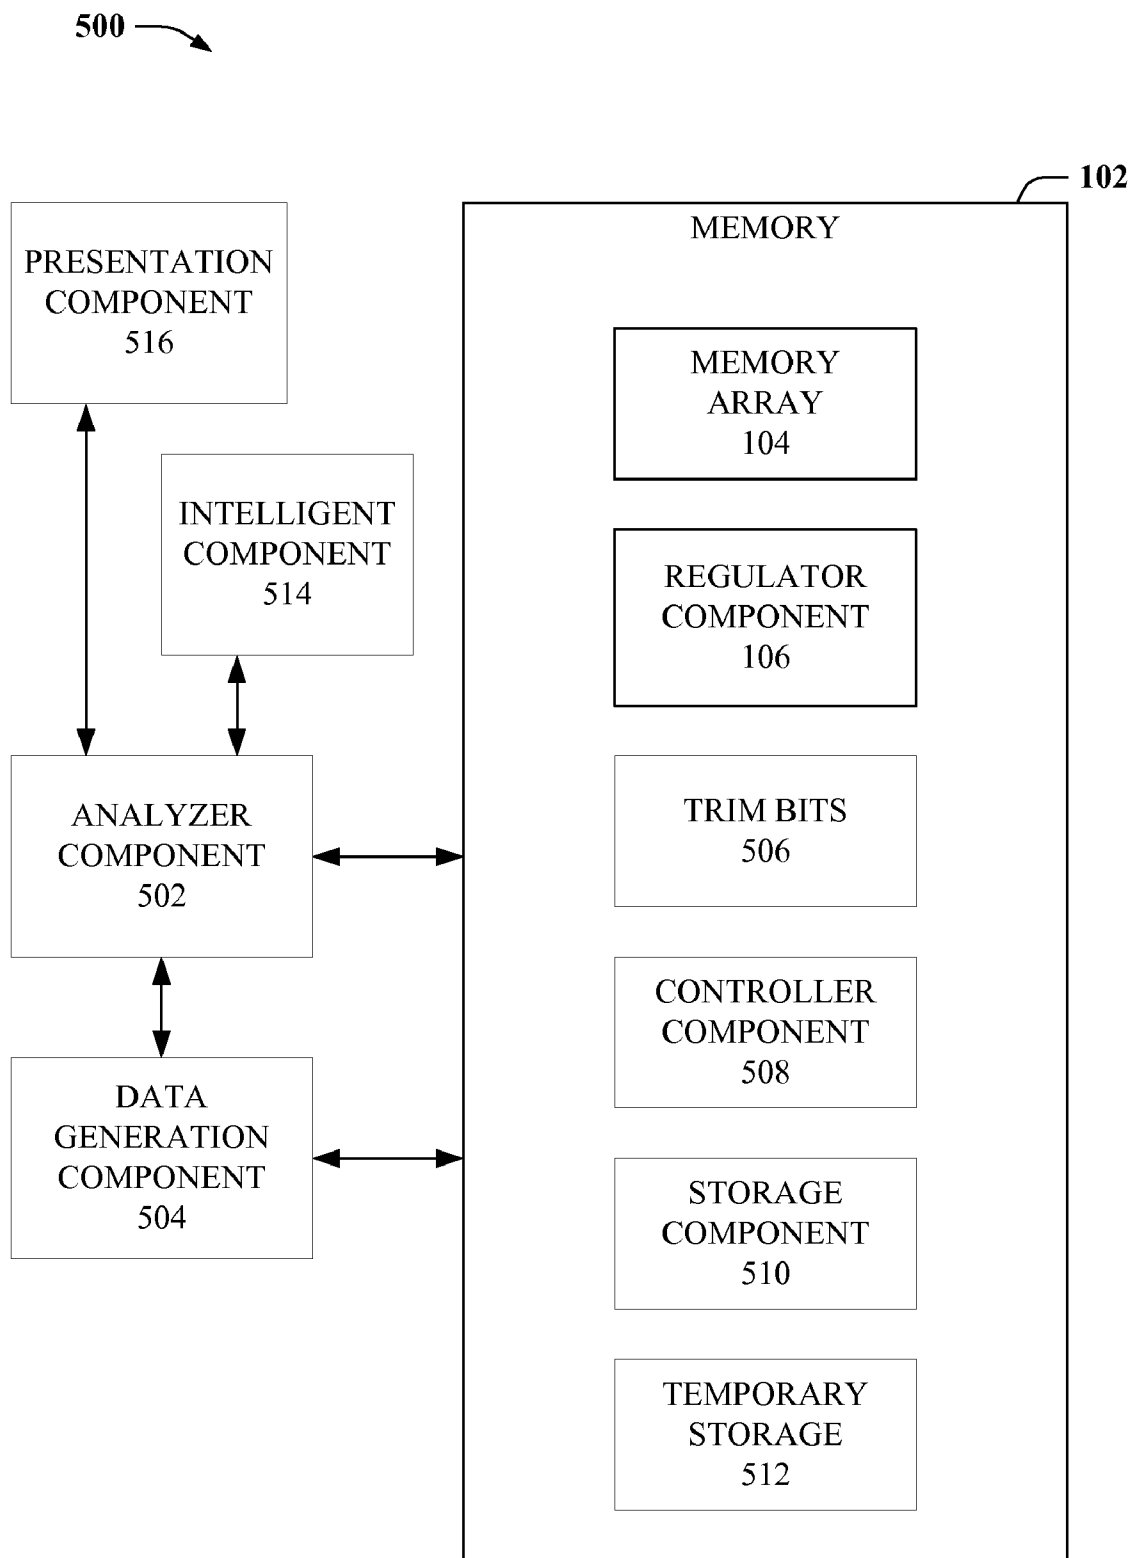 500
102
MEMORY
PRESENTATION
COMPONENT
516
MEMORY
ARRAY
104
INTELLIGENT
COMPONENT
514
REGULATOR
COMPONENT
106
ANALYZER
COMPONENT
502
TRIM BITS
506
CONTROLLER
COMPONENT
508
DATA
GENERATION
COMPONENT
504
STORAGE
COMPONENT
510
TEMPORARY
STORAGE
512